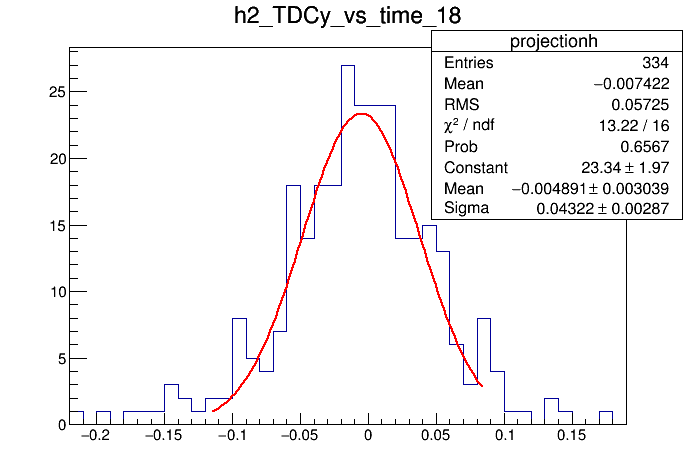 h2_TDCy_vs_time_18
projectionh
Entries 334
Mean −0.007422
RMS 0.05725
χ² / ndf 13.22 / 16
Prob 0.6567
Constant 23.34 ± 1.97
Mean −0.004891 ± 0.003039
Sigma 0.04322 ± 0.00287
25
20
15
10
5
0
−0.2 −0.15 −0.1 −0.05 0 0.05 0.1 0.15